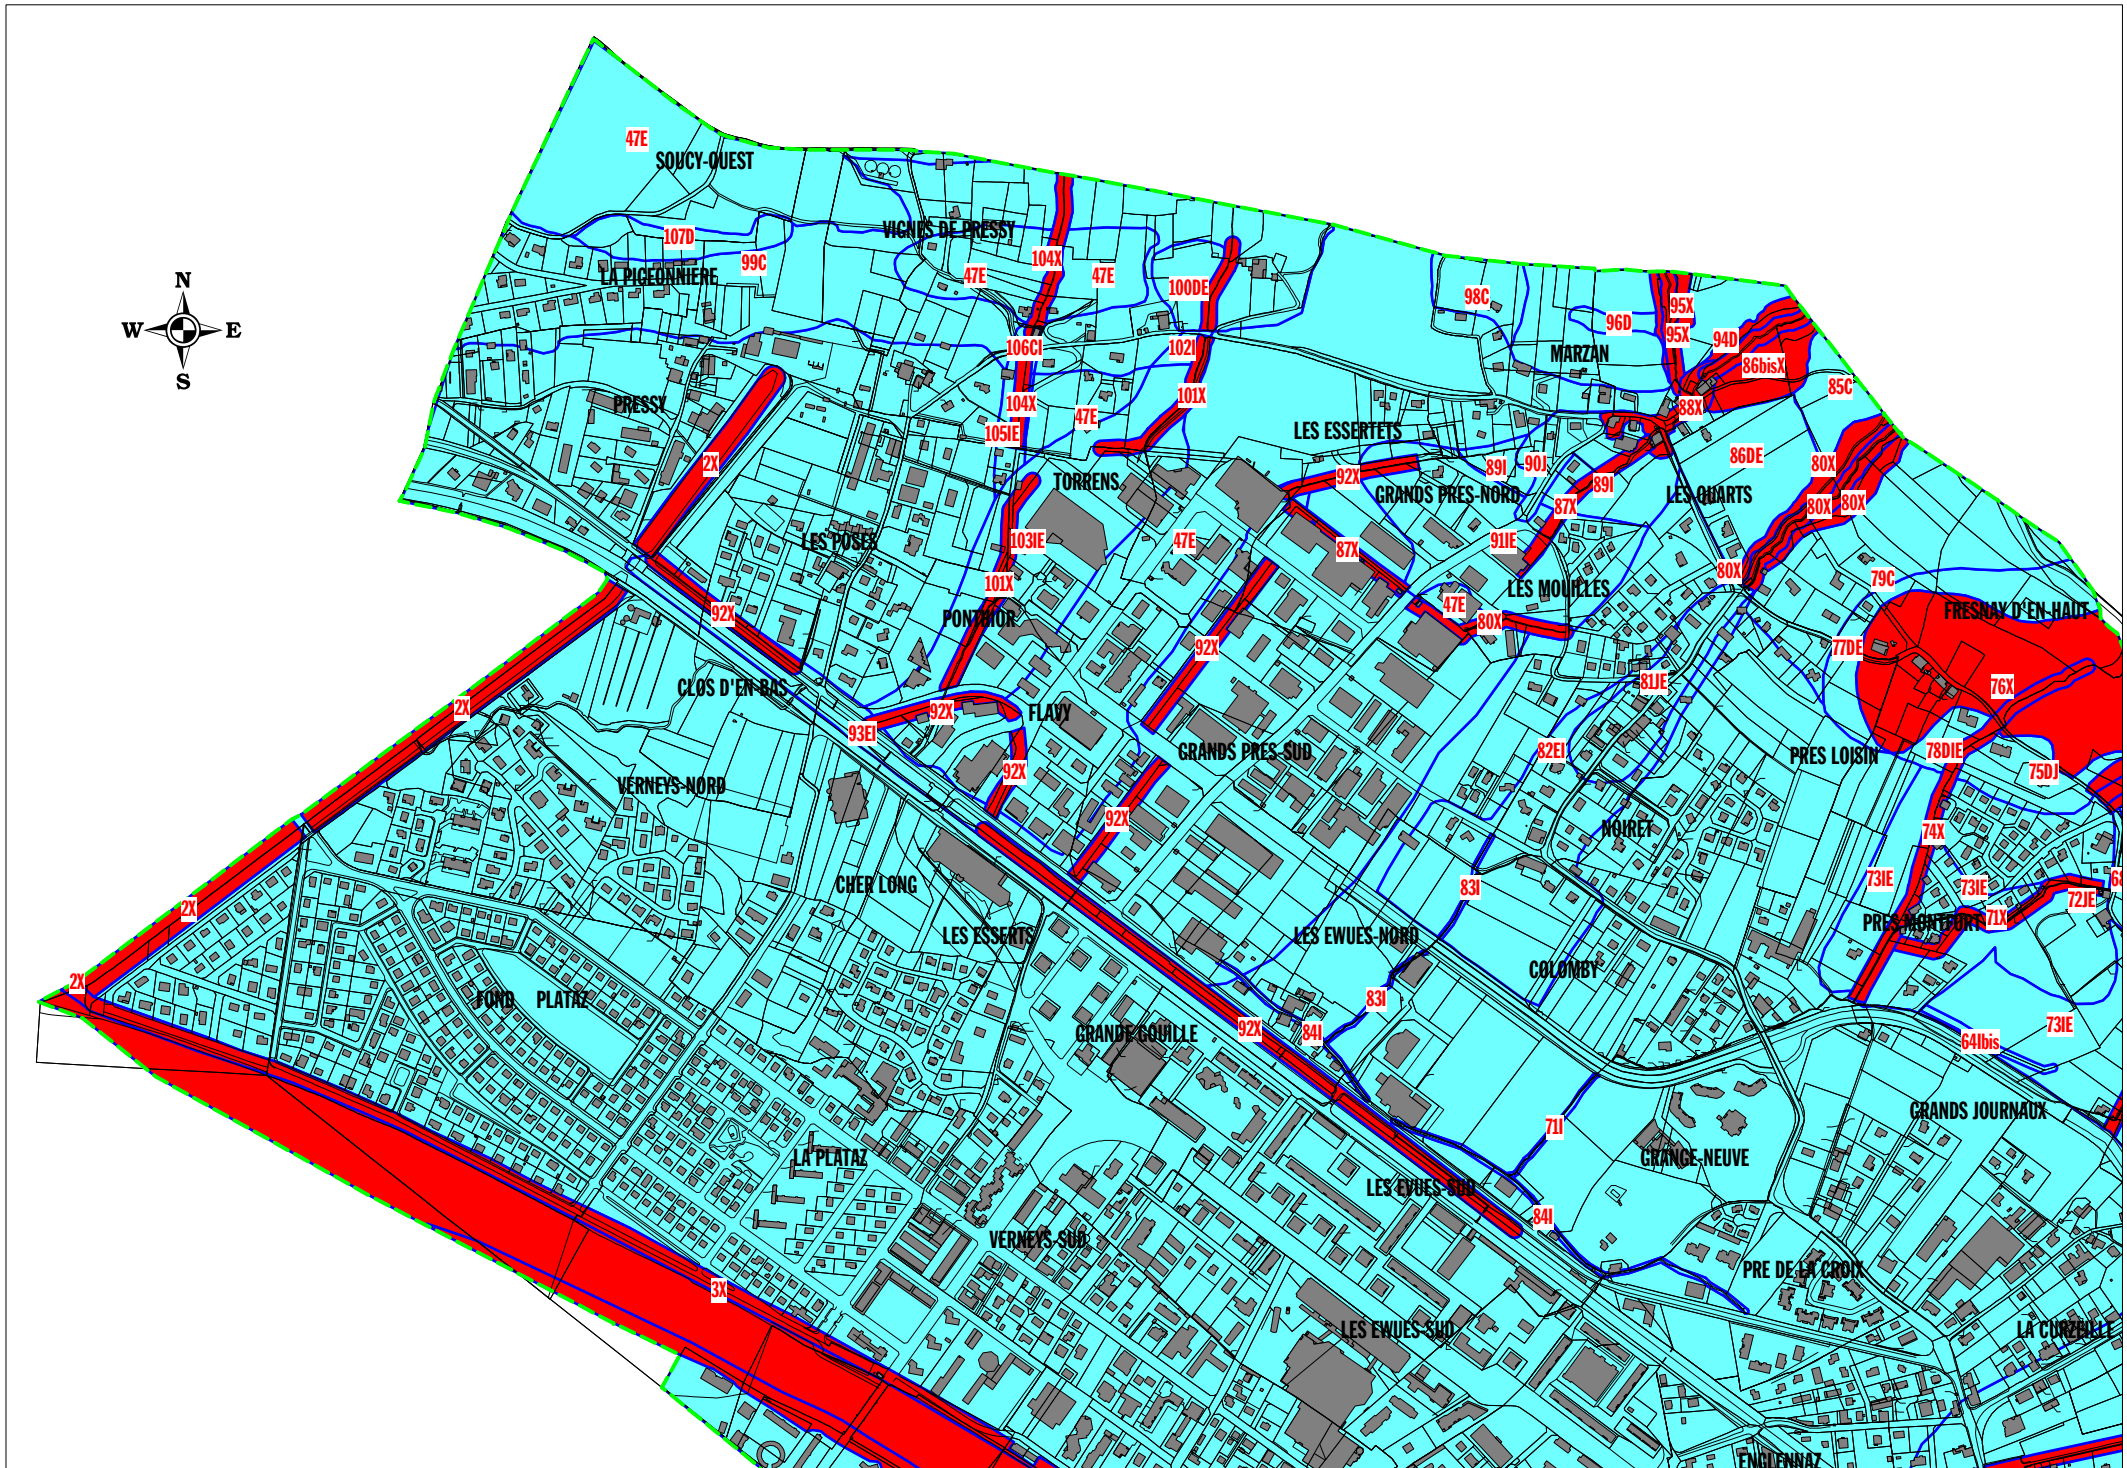 47E
SOUCY-OUEST
107D
VIGNES DE PRESSY
99C
LA PIGEONNIERE
104X
47E
47E
100DE
N
W E
S
98C
95X
96D
95X
94D
106CI
102I
MARZAN
86bisX
85C
101X
104X
PRESSY
88X
47E
105IE
LES ESSERTETS
2X
86DE
80X
92X
89I
90J
TORRENS
89I
GRANDS PRES-NORD
LES QUARTS
80X
80X
87X
LES POSES
103IE
47E
91IE
87X
80X
79C
101X
LES MOUILLES
47E
FRESNAY D'EN-HAUT
92X
PONTHIOR
80X
92X
77DE
CLOS D'EN-BAS
81JE
76X
2X
92X
FLAVY
93EI
GRANDS PRES-SUD
82EI
78DIE
PRES LOISIN
92X
75DJ
VERNEYS-NORD
92X
NOIRET
74X
CHER LONG
83I
73IE
73IE
72JE
2X
71X
PRES-MONTFORT
LES ESSERTS
LES EWUES-NORD
COLOMBY
2X
FOND PLATAZ
83I
92X
84I
GRANDE GOUILLE
73IE
64Ibis
GRANDS JOURNAUX
71I
LA PLATAZ
GRANGE-NEUVE
LES EVUES-SUD
84I
VERNEYS-SUD
PRE DE LA CROIX
3X
LES EWUES-SUD
LA CURZEILLE
ENGLENNAZ